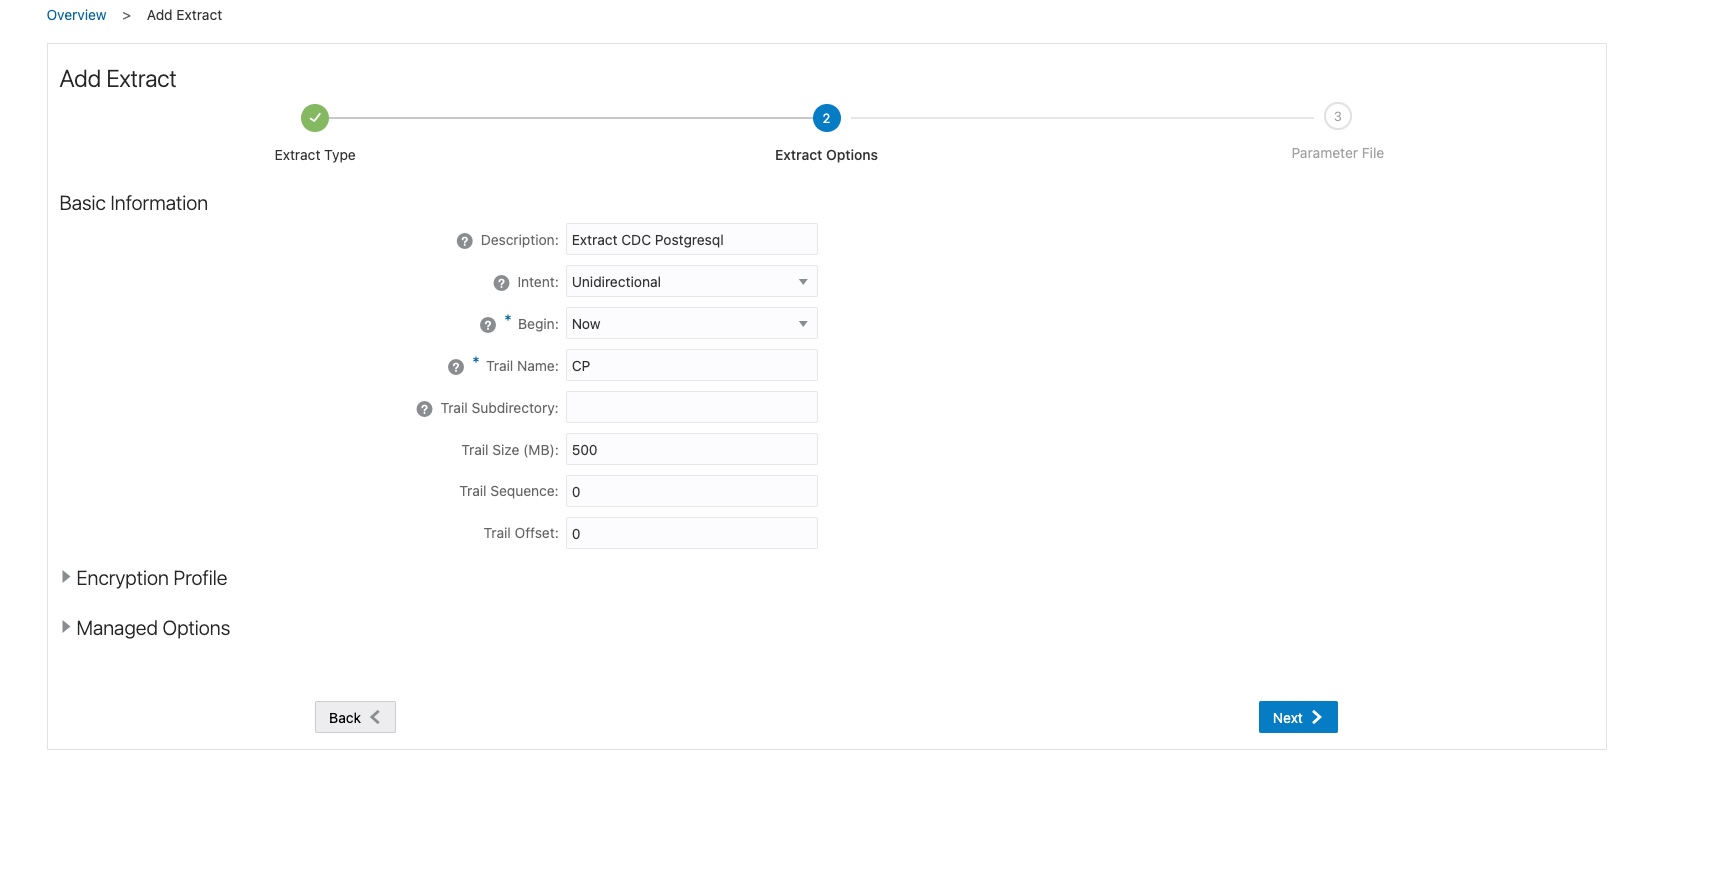 Overview > Add Extract
Add Extract
2
3
Extract Type
Extract Options
Parameter File
Basic Information
? Description: Extract CDC Postgresql
? Intent: Unidirectional
? * Begin: Now
? * Trail Name: CP
? Trail Subdirectory:
Trail Size (MB): 500
Trail Sequence: 0
Trail Offset: 0
Encryption Profile
Managed Options
Back
Next